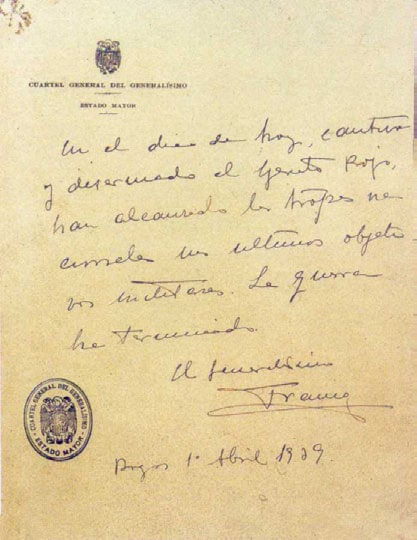 CUARTEL GENERAL DEL GENERALÍSIMO
ESTADO MAYOR
En el dia de hoy, cautivo
y desarmado el Ejercito Rojo,
han alcanzado las tropas na-
cionales sus ultimos objeti-
vos militares. La guerra
ha terminado.
El Generalisimo
Franco
Burgos 1º Abril 1939.
CUARTEL GENERAL DEL GENERALISIMO
ESTADO MAYOR